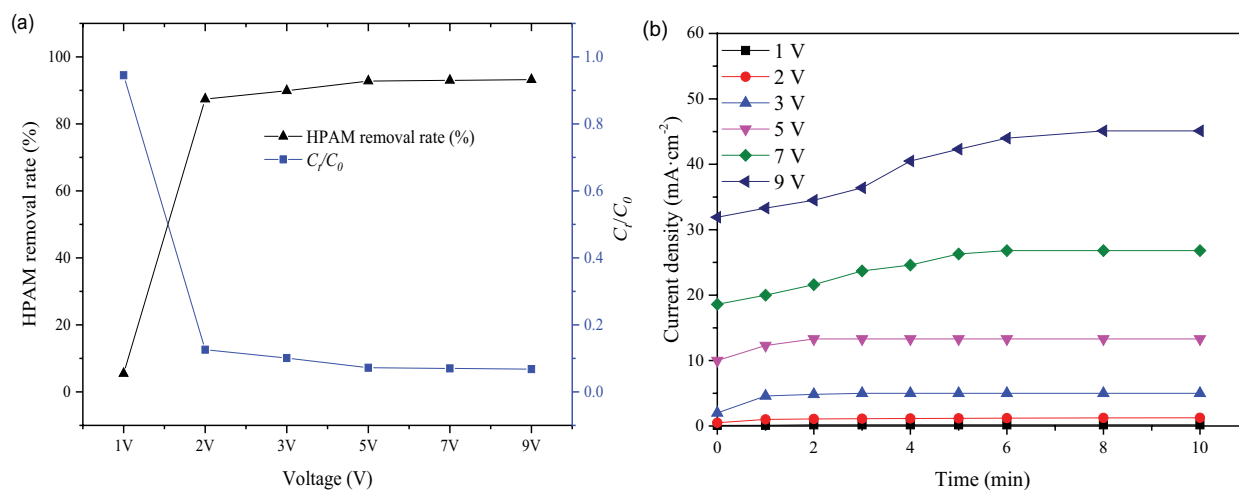 (a)
100
80
60
40
20
0
HPAM removal rate (%)
HPAM removal rate (%)
Cₜ/C₀
1.0
0.8
0.6
0.4
0.2
0.0
Cₜ/C₀
1V 2V 3V 5V 7V 9V
Voltage (V)
(b)
60
50
40
30
20
10
0
Current density (mA·cm⁻²)
1 V
2 V
3 V
5 V
7 V
9 V
0 2 4 6 8 10
Time (min)